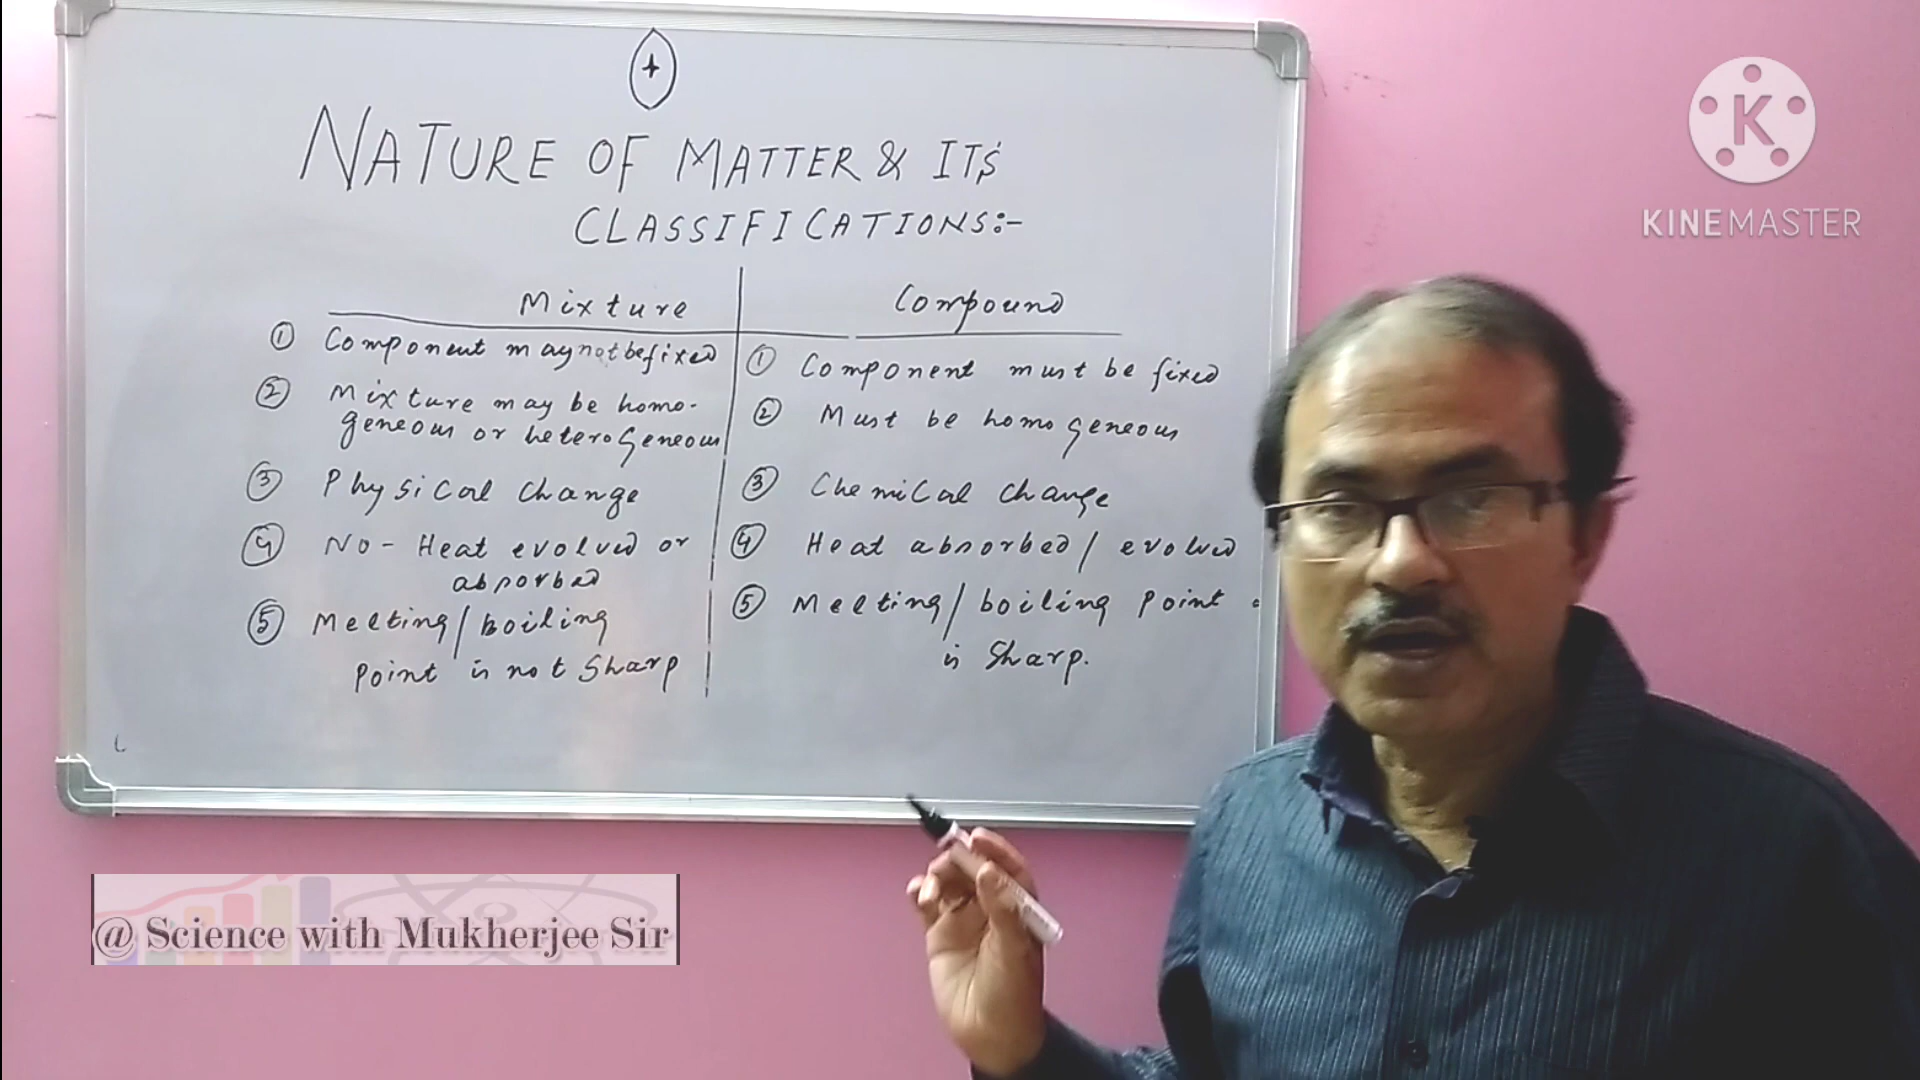 NATURE OF MATTER & ITS
CLASSIFICATIONS:-
Mixture
Compound
① Component may not be fixed
② Mixture may be homo-
geneous or heterogeneous
③ Physical change
④ No- Heat evolved or
absorbed
⑤ Melting/boiling
point is not sharp
① Component must be fixed
② Must be homogeneous
③ Chemical change
④ Heat absorbed/evolved
⑤ Melting/boiling point
is sharp.
K
KINEMASTER
@ Science with Mukherjee Sir